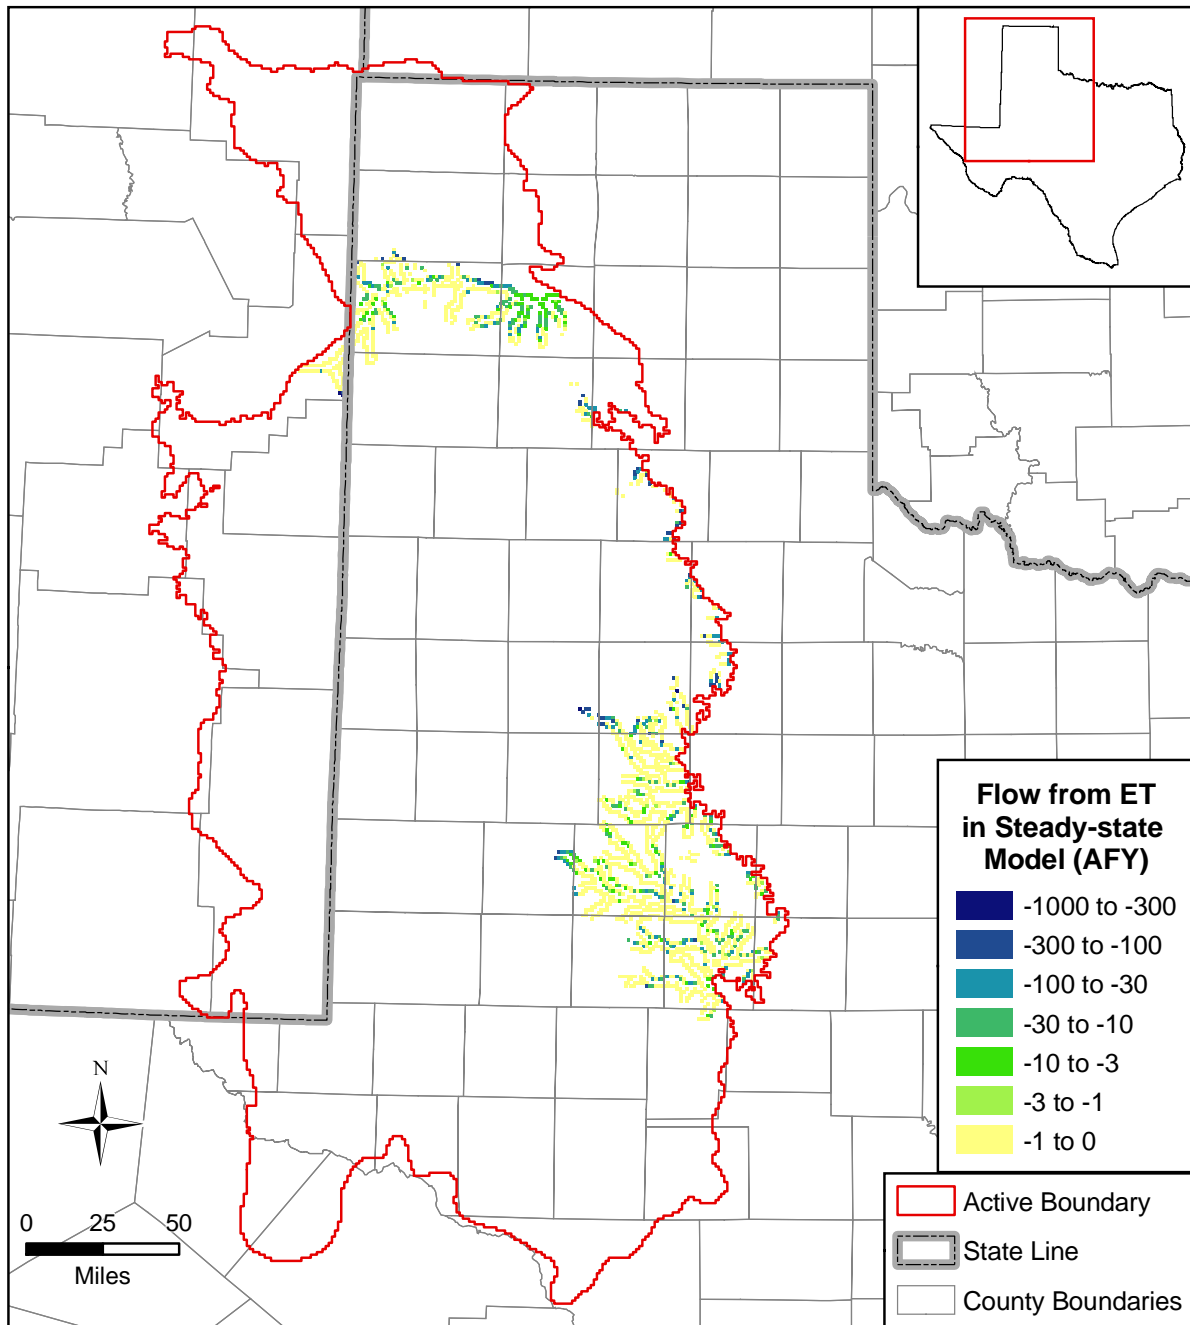 Flow from ET
in Steady-state
Model (AFY)
-1000 to -300
-300 to -100
-100 to -30
-30 to -10
-10 to -3
-3 to -1
-1 to 0
N
0 25 50
Miles
Active Boundary
State Line
County Boundaries